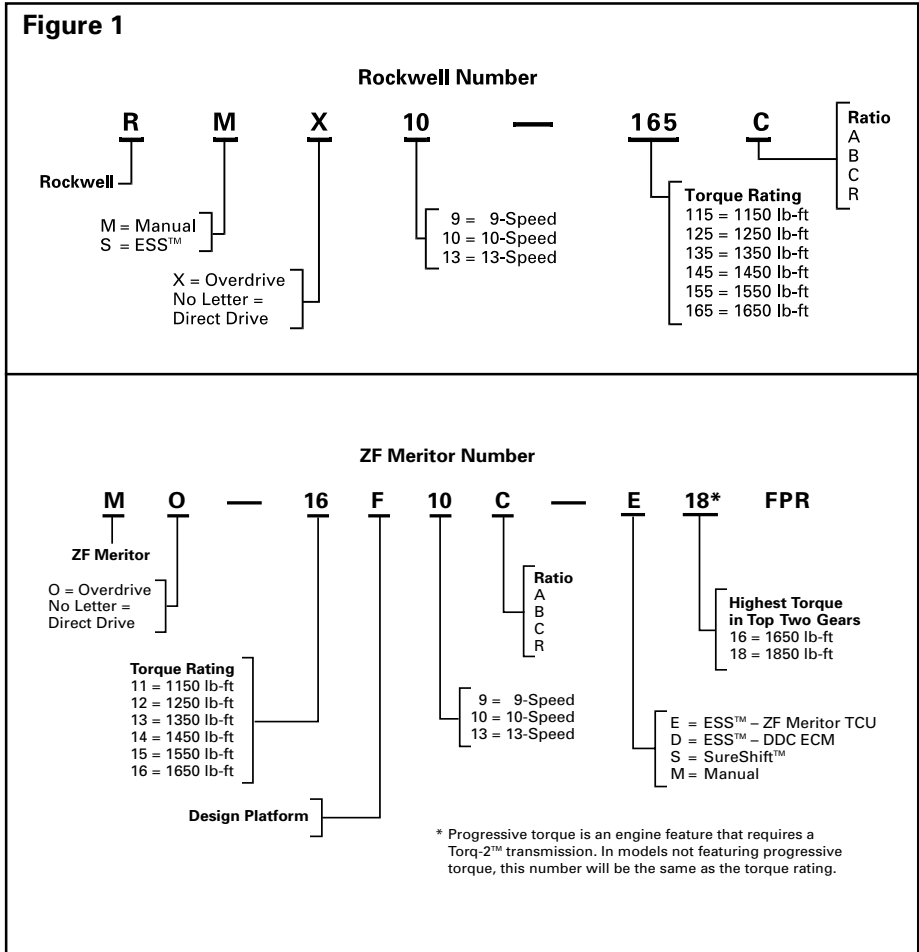 Figure 1
Rockwell Number
R M X 10 — 165 C
Rockwell
M = Manual
S = ESS™
X = Overdrive
No Letter =
Direct Drive
9 = 9-Speed
10 = 10-Speed
13 = 13-Speed
Torque Rating
115 = 1150 lb-ft
125 = 1250 lb-ft
135 = 1350 lb-ft
145 = 1450 lb-ft
155 = 1550 lb-ft
165 = 1650 lb-ft
Ratio
A
B
C
R
ZF Meritor Number
M O — 16 F 10 C — E 18* FPR
ZF Meritor
O = Overdrive
No Letter =
Direct Drive
Torque Rating
11 = 1150 lb-ft
12 = 1250 lb-ft
13 = 1350 lb-ft
14 = 1450 lb-ft
15 = 1550 lb-ft
16 = 1650 lb-ft
Design Platform
9 = 9-Speed
10 = 10-Speed
13 = 13-Speed
Ratio
A
B
C
R
E = ESS™ – ZF Meritor TCU
D = ESS™ – DDC ECM
S = SureShift™
M = Manual
Highest Torque
in Top Two Gears
16 = 1650 lb-ft
18 = 1850 lb-ft
* Progressive torque is an engine feature that requires a
Torq-2™ transmission. In models not featuring progressive
torque, this number will be the same as the torque rating.